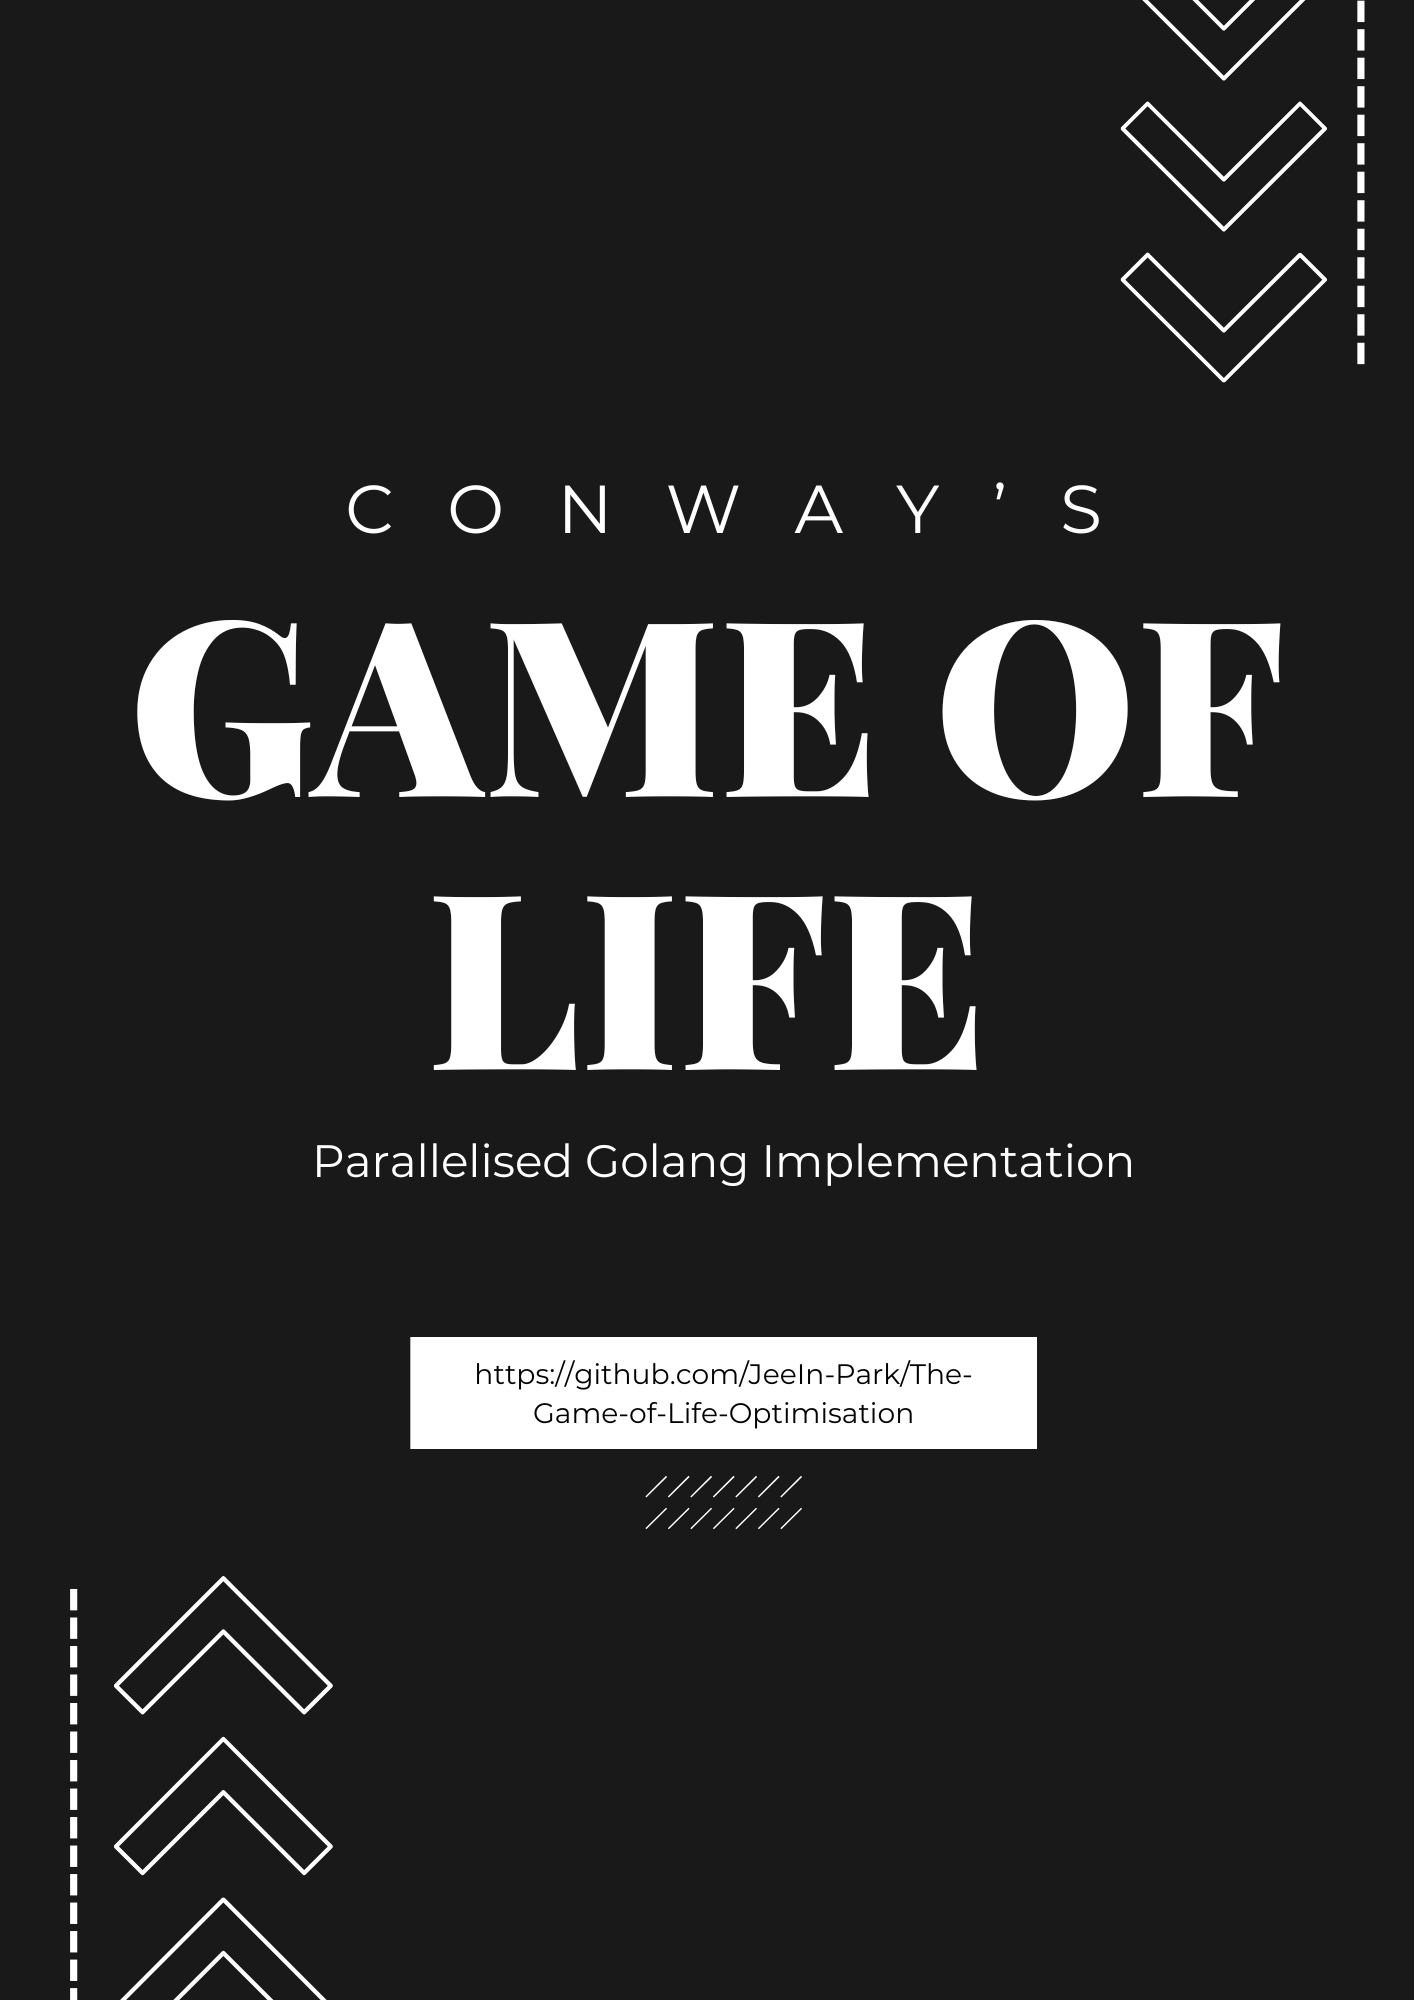 CONWAY’S
GAME OF
LIFE
Parallelised Golang Implementation
https://github.com/JeeIn-Park/The-
Game-of-Life-Optimisation